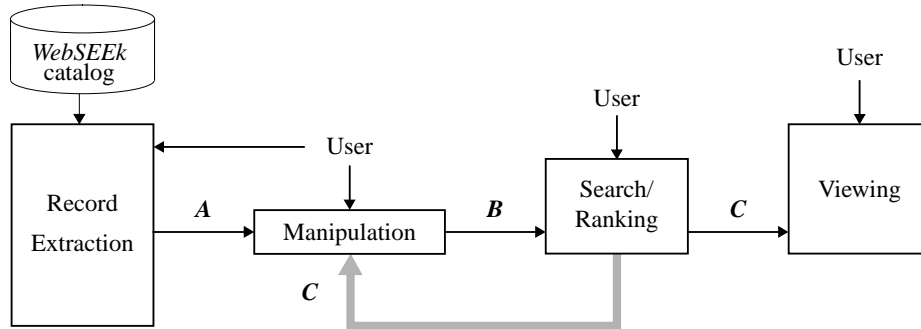 WebSEEk
catalog
User
User
User
Record
Extraction
A
Manipulation
B
Search/
Ranking
C
Viewing
C